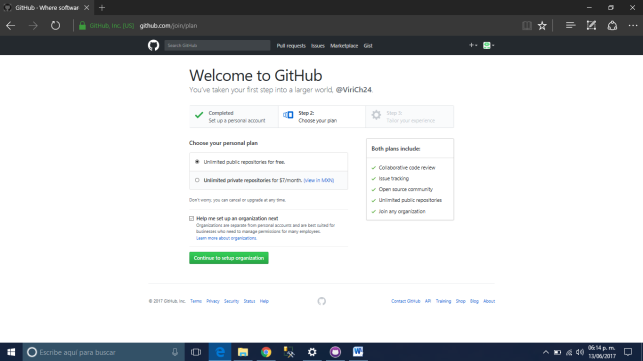 GitHub - Where softwar
GitHub, Inc. [US] github.com/join/plan
Search GitHub
Pull requests Issues Marketplace Gist
Welcome to GitHub
You've taken your first step into a larger world, @ViriCh24.
Completed
Set up a personal account
Step 2:
Choose your plan
Step 3:
Tailor your experience
Choose your personal plan
Unlimited public repositories for free.
Unlimited private repositories for $7/month. (view in MXN)
Don't worry, you can cancel or upgrade at any time.
Help me set up an organization next
Organizations are separate from personal accounts and are best suited for
businesses who need to manage permissions for many employees.
Learn more about organizations.
Continue to setup organization
Both plans include:
Collaborative code review
Issue tracking
Open source community
Unlimited public repositories
Join any organization
© 2017 GitHub, Inc. Terms Privacy Security Status Help
Contact GitHub API Training Shop Blog About
Escribe aquí para buscar
06:14 p. m.
13/06/2017